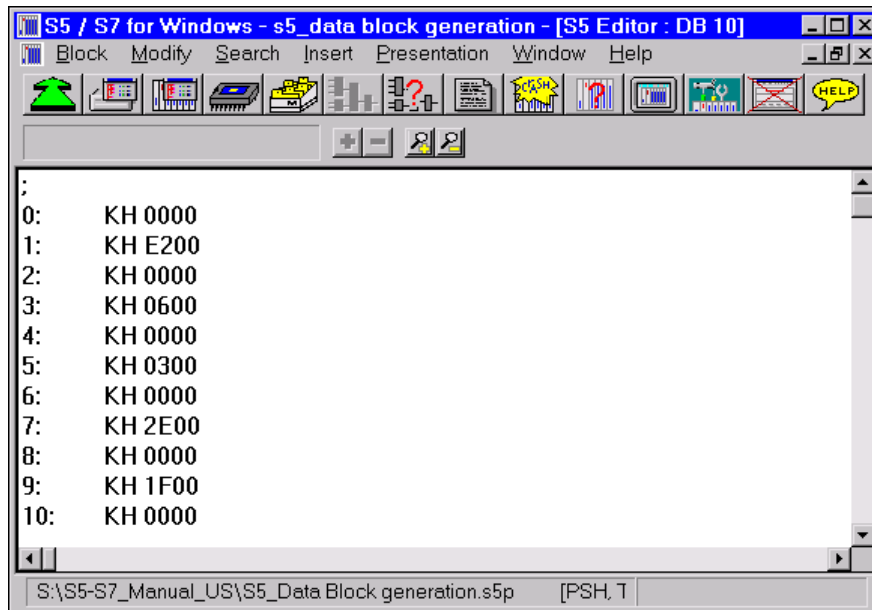 S5 / S7 for Windows - s5_data block generation - [S5 Editor : DB 10]
Block Modify Search Insert Presentation Window Help
CRASH HELP
;
0: KH 0000
1: KH E200
2: KH 0000
3: KH 0600
4: KH 0000
5: KH 0300
6: KH 0000
7: KH 2E00
8: KH 0000
9: KH 1F00
10: KH 0000
S:\S5-S7_Manual_US\S5_Data Block generation.s5p [PSH, T